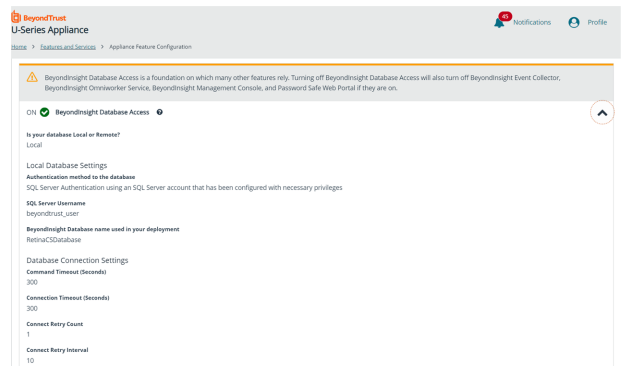 BeyondTrust
U-Series Appliance
45
Notifications
Profile
Home > Features and Services > Appliance Feature Configuration
BeyondInsight Database Access is a foundation on which many other features rely. Turning off BeyondInsight Database Access will also turn off BeyondInsight Event Collector,
BeyondInsight Omniworker Service, BeyondInsight Management Console, and Password Safe Web Portal if they are on.
ON BeyondInsight Database Access
Is your database Local or Remote?
Local
Local Database Settings
Authentication method to the database
SQL Server Authentication using an SQL Server account that has been configured with necessary privileges
SQL Server Username
beyondtrust_user
BeyondInsight Database name used in your deployment
RetinaCSDatabase
Database Connection Settings
Command Timeout (Seconds)
300
Connection Timeout (Seconds)
300
Connect Retry Count
1
Connect Retry Interval
10